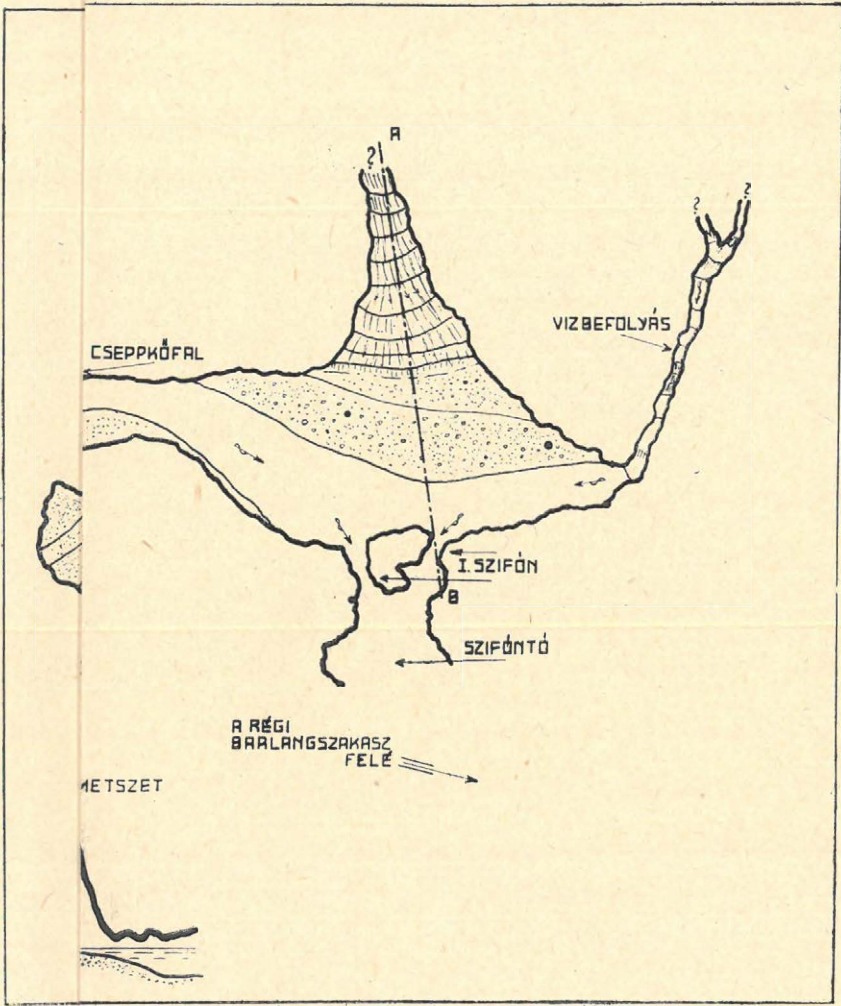 A
?
?
?
VIZBEFOLYÁS
CSEPPKŐFAL
I. SZIFÓN
B
SZIFÓNTÓ
A RÉGI
BARLANGSZAKASZ
FELÉ
METSZET